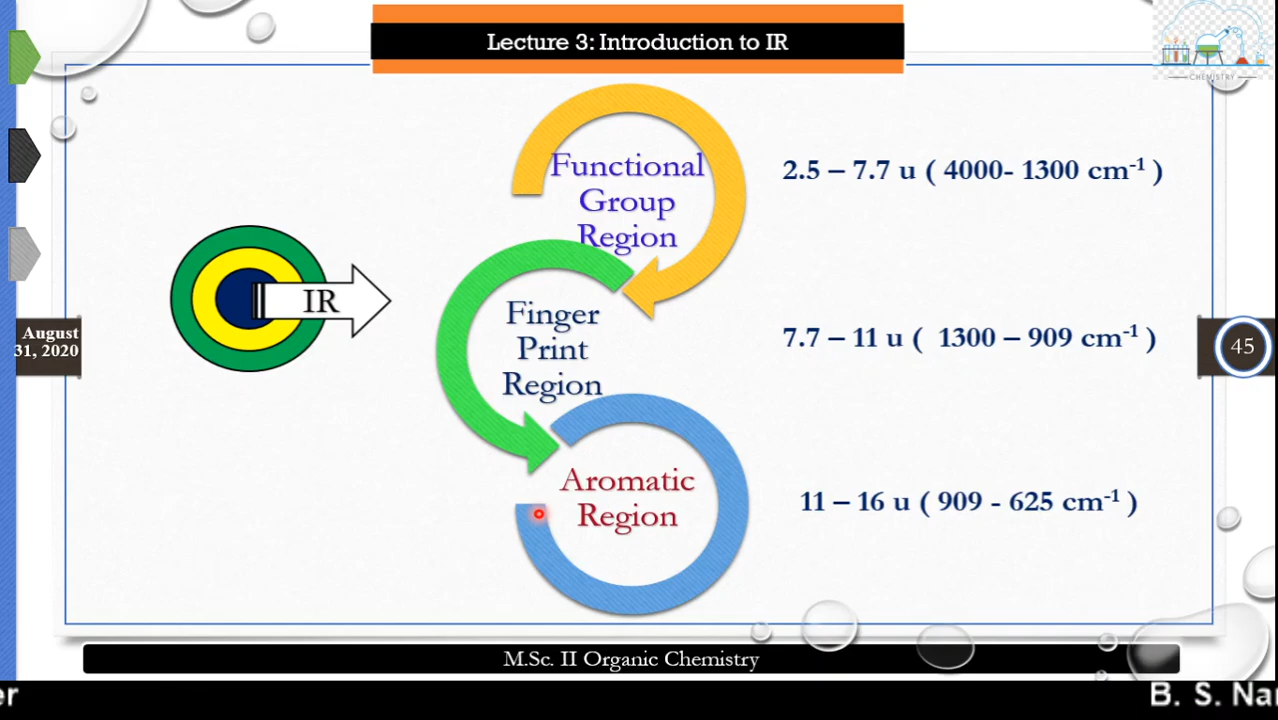 Lecture 3: Introduction to IR
CHEMISTRY
Functional
Group
Region
2.5 – 7.7 u ( 4000- 1300 cm⁻¹ )
IR
August
31, 2020
Finger
Print
Region
7.7 – 11 u (  1300 – 909 cm⁻¹ )
45
Aromatic
Region
11 – 16 u ( 909 - 625 cm⁻¹ )
M.Sc. II Organic Chemistry
B. S.